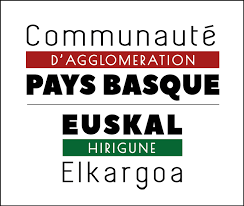 Communauté
D'AGGLOMERATION
PAYS BASQUE
EUSKAL
HIRIGUNE
Elkargoa